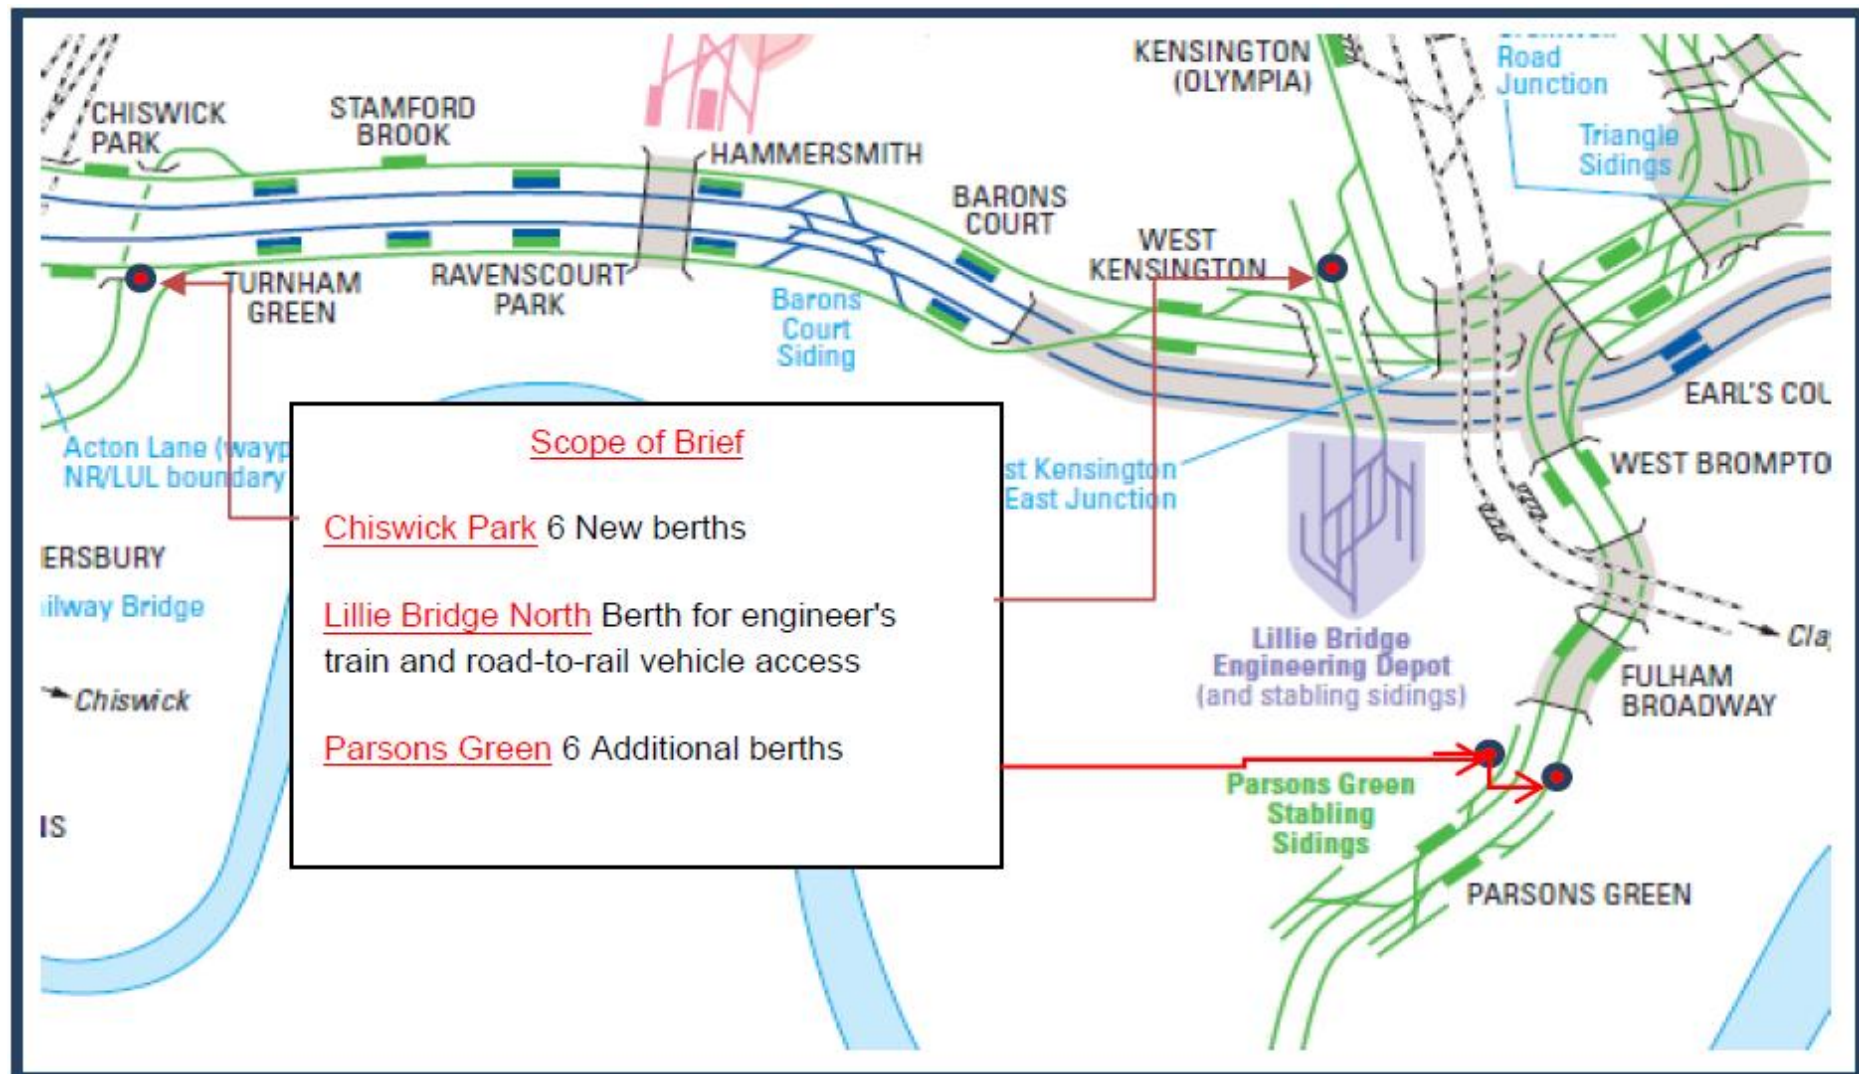 KENSINGTON
(OLYMPIA)
Road
Junction
CHISWICK
PARK
STAMFORD
BROOK
HAMMERSMITH
Triangle
Sidings
BARONS
COURT
WEST
KENSINGTON
TURNHAM
GREEN
RAVENSCOURT
PARK
Barons
Court
Siding
EARL'S COU
Acton Lane (wayp
NR/LUL boundary
Scope of Brief
Chiswick Park 6 New berths
Lillie Bridge North Berth for engineer's
train and road-to-rail vehicle access
Parsons Green 6 Additional berths
st Kensington
East Junction
WEST BROMPTO
ERSBURY
ilway Bridge
Chiswick
IS
Lillie Bridge
Engineering Depot
(and stabling sidings)
Cla
FULHAM
BROADWAY
Parsons Green
Stabling
Sidings
PARSONS GREEN